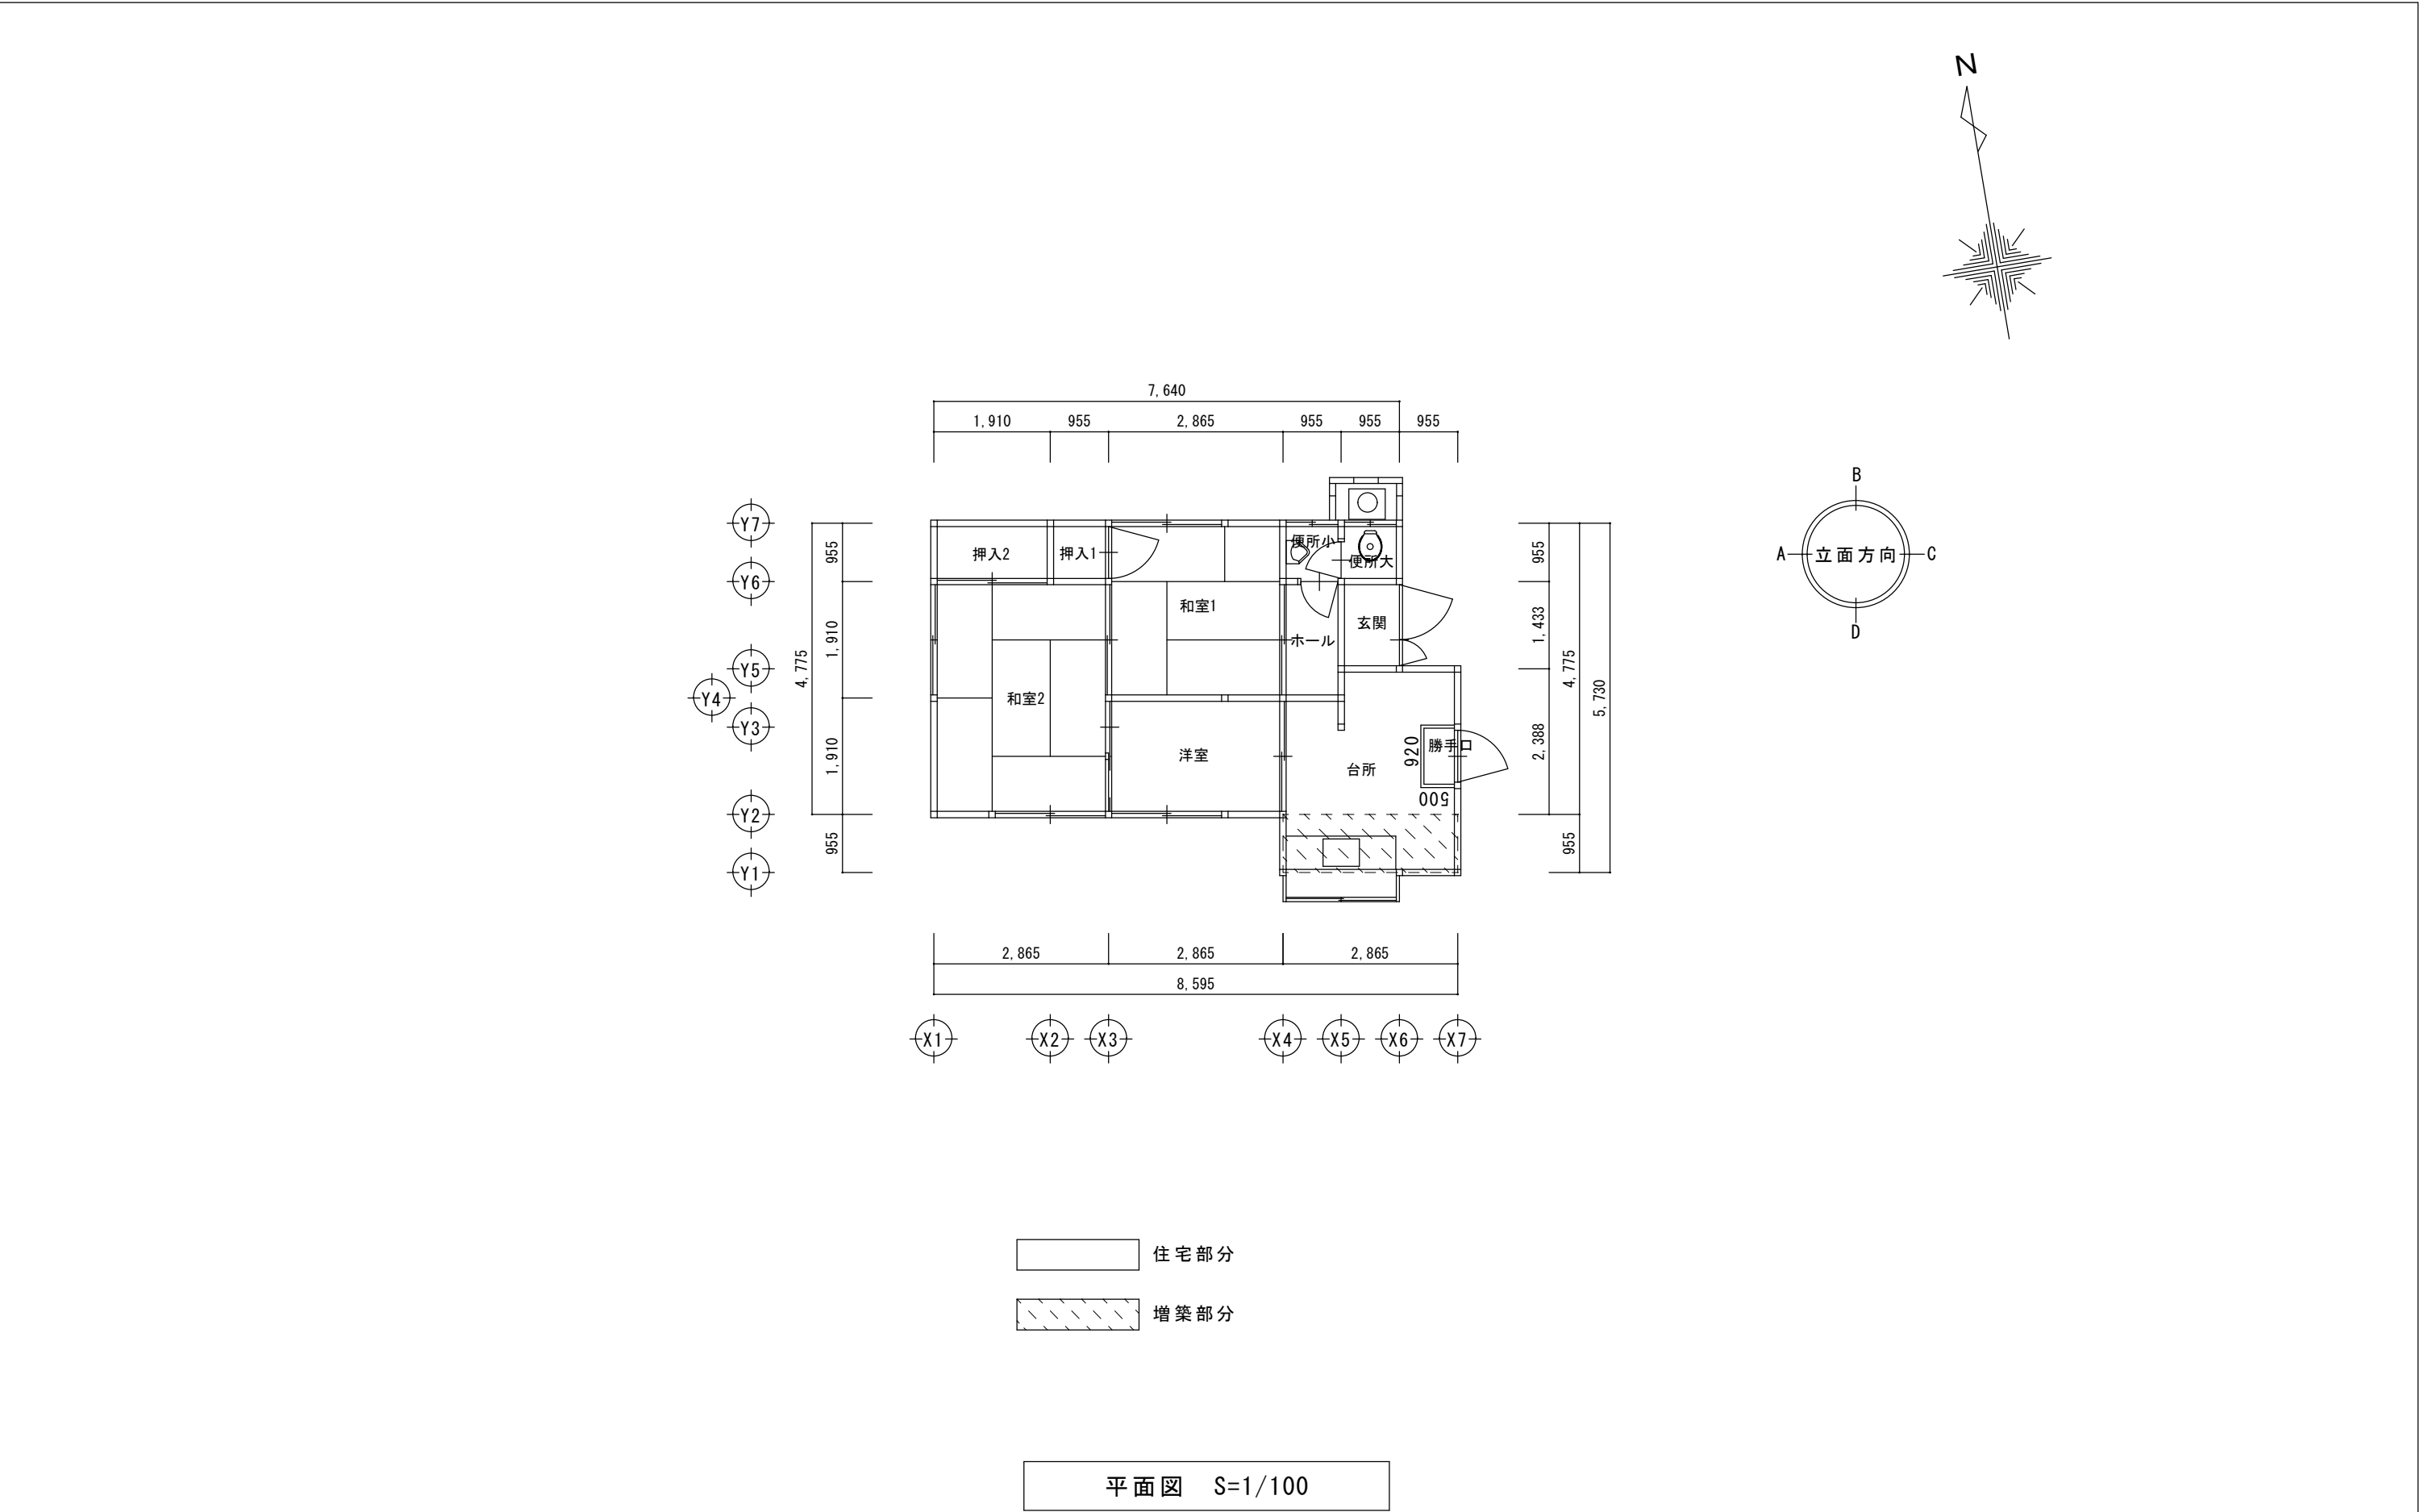 N
7,640
1,910 955 2,865 955 955 955
B
A 立面方向 C
D
Y7
Y6
Y5
Y4
Y3
Y2
Y1
4,775
955
1,910
1,910
955
押入2
押入1
便所小
便所大
和室1
玄関
ホール
和室2
洋室
台所
勝手口
920
500
955
1,433
2,388
4,775
955
5,730
2,865 2,865 2,865
8,595
X1 X2 X3 X4 X5 X6 X7
住宅部分
増築部分
平面図 S=1/100